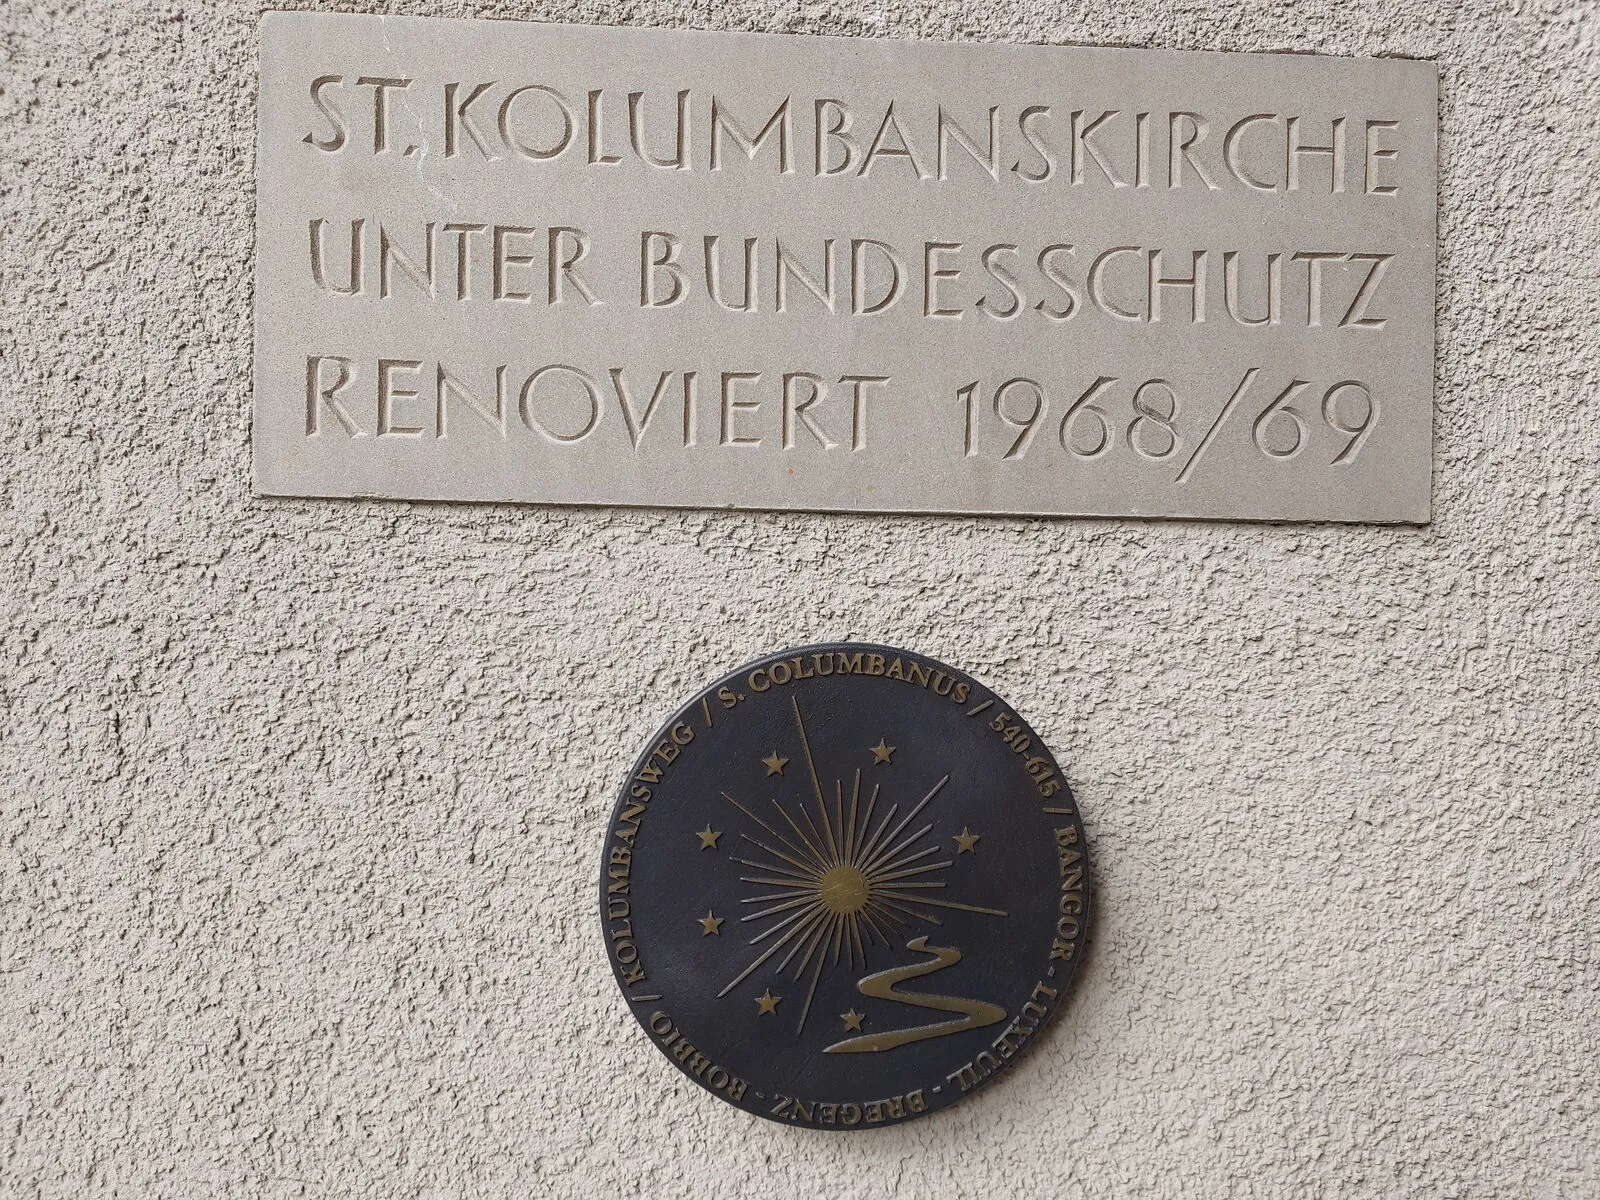 ST. KOLUMBANSKIRCHE
UNTER BUNDESSCHUTZ
RENOVIERT 1968/69
/ S. COLUMBANUS / 540-615 / BANGOR - LUXEUIL - BREGENZ - BOBBIO / KOLUMBANSWEG